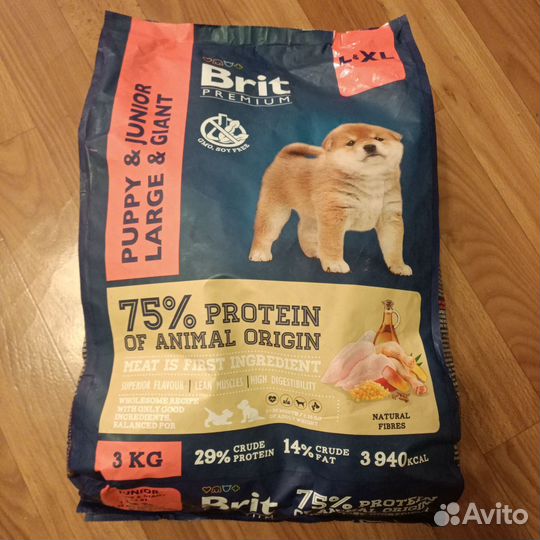 Brit
PREMIUM
L & XL
PUPPY & JUNIOR
LARGE & GIANT
GMO, SOY FREE
75% PROTEIN
OF ANIMAL ORIGIN
MEAT IS FIRST INGREDIENT
SUPERIOR FLAVOUR | LEAN MUSCLES | HIGH DIGESTIBILITY
WHOLESOME RECIPE
WITH ONLY GOOD
INGREDIENTS,
BALANCED FOR
NATURAL
FIBRES
3 KG
29% CRUDE
PROTEIN
14% CRUDE
FAT
3 940 KCAL
JUNIOR
Brit
75% PROTEIN
OF ANIMAL ORIGIN
Avito